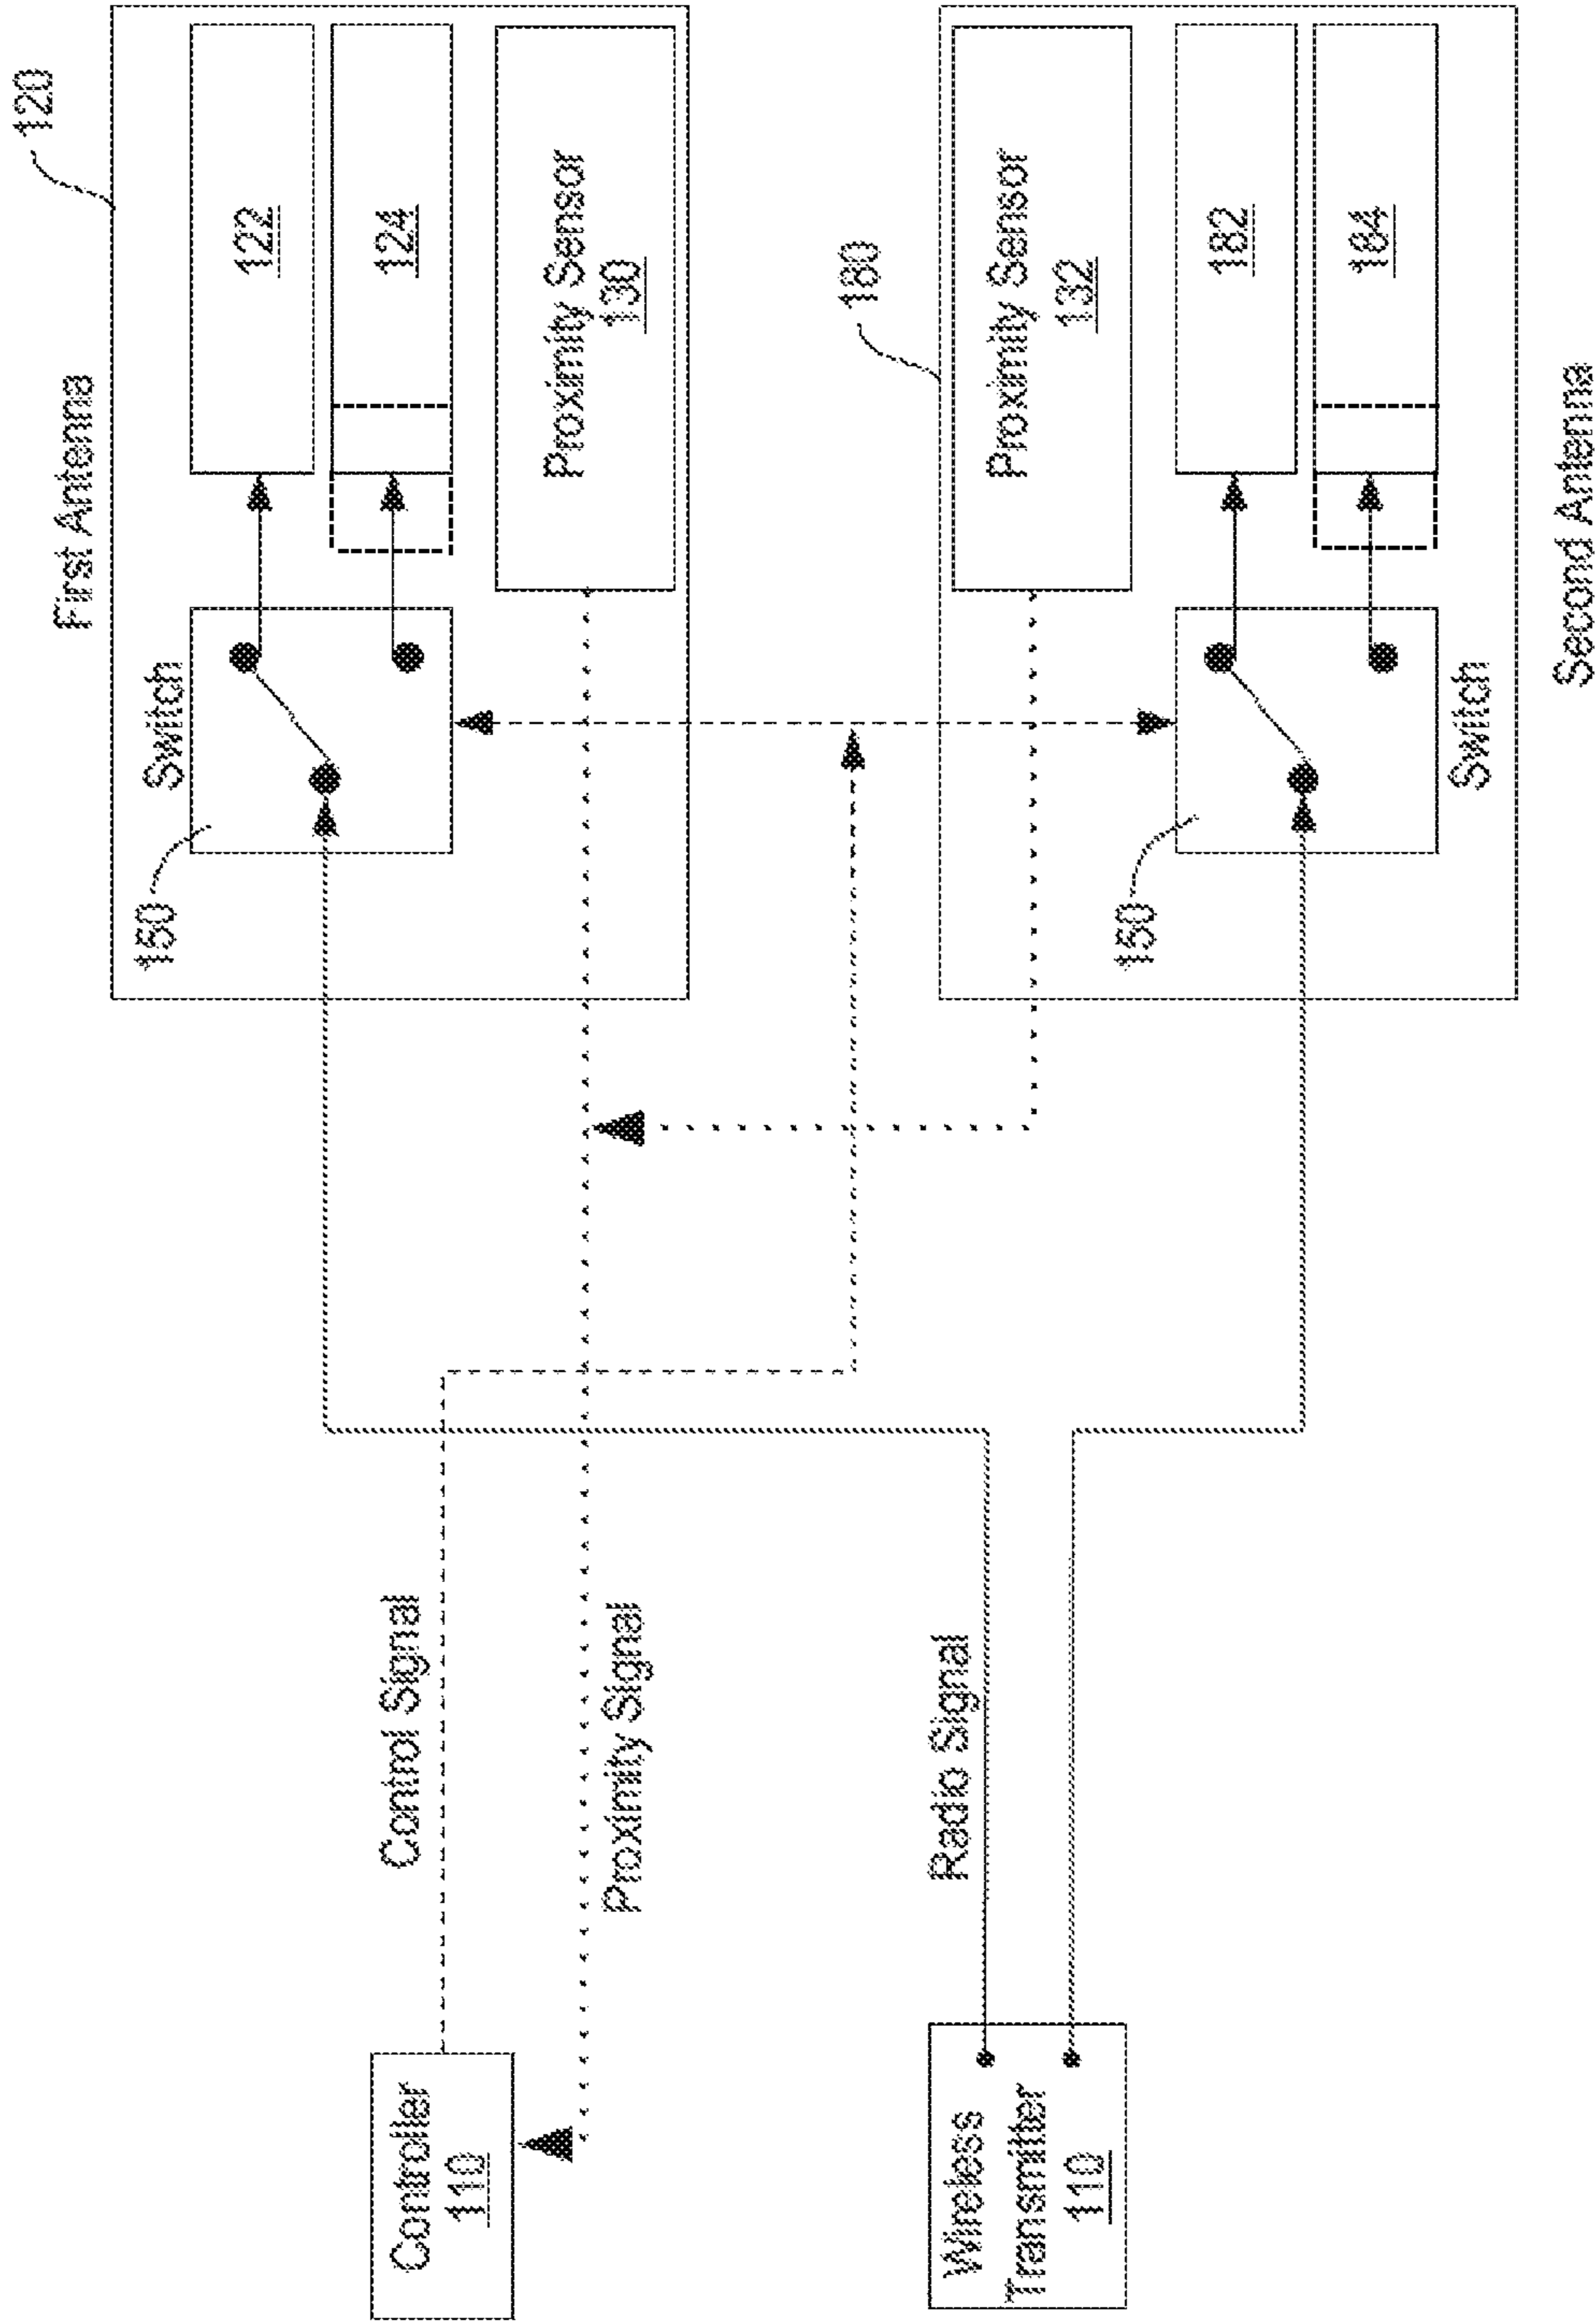 120
First Antenna
Switch
150
122
124
Proximity Sensor
130
Control Signal
Controller
110
Proximity Signal
180
Proximity Sensor
132
Radio Signal
Wireless
Transmitter
110
182
184
150
Switch
Second Antenna